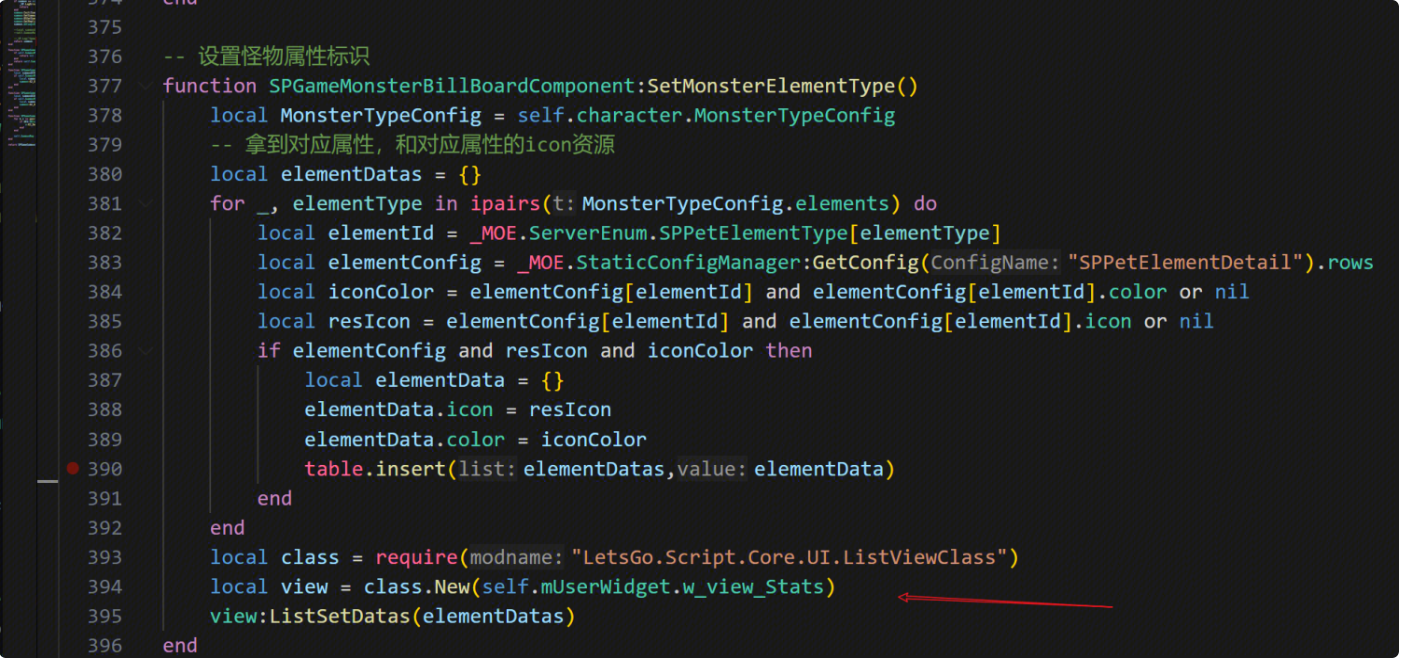 374 end
375
376 -- 设置怪物属性标识
377 function SPGameMonsterBillBoardComponent:SetMonsterElementType()
378 local MonsterTypeConfig = self.character.MonsterTypeConfig
379 -- 拿到对应属性，和对应属性的icon资源
380 local elementDatas = {}
381 for _, elementType in ipairs(t: MonsterTypeConfig.elements) do
382 local elementId = _MOE.ServerEnum.SPPetElementType[elementType]
383 local elementConfig = _MOE.StaticConfigManager:GetConfig(ConfigName: "SPPetElementDetail").rows
384 local iconColor = elementConfig[elementId] and elementConfig[elementId].color or nil
385 local resIcon = elementConfig[elementId] and elementConfig[elementId].icon or nil
386 if elementConfig and resIcon and iconColor then
387 local elementData = {}
388 elementData.icon = resIcon
389 elementData.color = iconColor
390 table.insert(list: elementDatas,value: elementData)
391 end
392 end
393 local class = require(modname: "LetsGo.Script.Core.UI.ListViewClass")
394 local view = class.New(self.mUserWidget.w_view_Stats)
395 view:ListSetDatas(elementDatas)
396 end